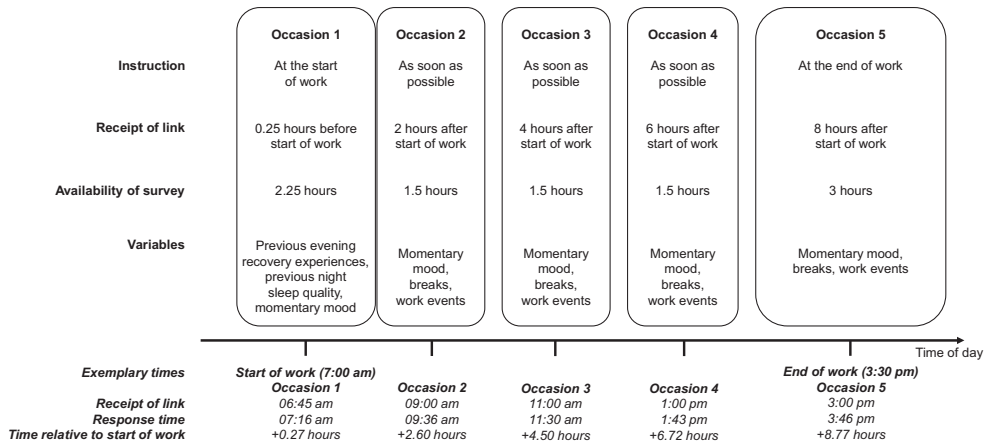 Occasion 1 Occasion 2 Occasion 3 Occasion 4 Occasion 5
Instruction At the start As soon as As soon as As soon as At the end of work
of work possible possible possible
Receipt of link 0.25 hours before 2 hours after 4 hours after 6 hours after 8 hours after
start of work start of work start of work start of work start of work
Availability of survey 2.25 hours 1.5 hours 1.5 hours 1.5 hours 3 hours
Variables
Previous evening
recovery experiences,
previous night
sleep quality,
momentary mood
Momentary
mood,
breaks,
work events
Momentary
mood,
breaks,
work events
Momentary
mood,
breaks,
work events
Momentary mood,
breaks, work events
Time of day
Exemplary times Start of work (7:00 am) End of work (3:30 pm)
Occasion 1 Occasion 2 Occasion 3 Occasion 4 Occasion 5
Receipt of link 06:45 am 09:00 am 11:00 am 1:00 pm 3:00 pm
Response time 07:16 am 09:36 am 11:30 am 1:43 pm 3:46 pm
Time relative to start of work +0.27 hours +2.60 hours +4.50 hours +6.72 hours +8.77 hours